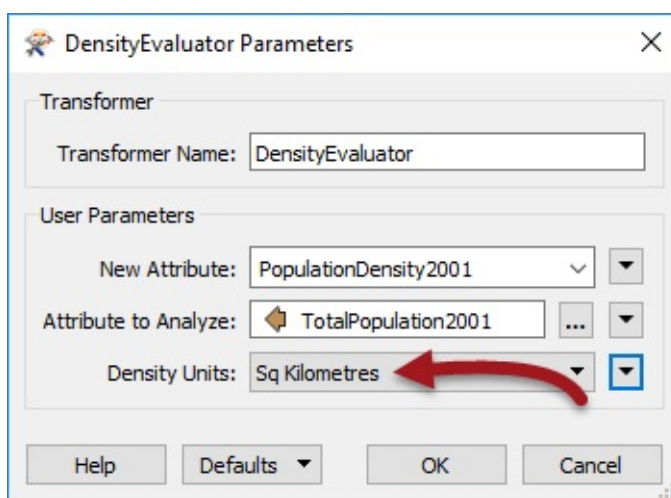 DensityEvaluator Parameters
Transformer
Transformer Name: DensityEvaluator
User Parameters
New Attribute: PopulationDensity2001
Attribute to Analyze: TotalPopulation2001 ...
Density Units: Sq Kilometres
Help Defaults OK Cancel